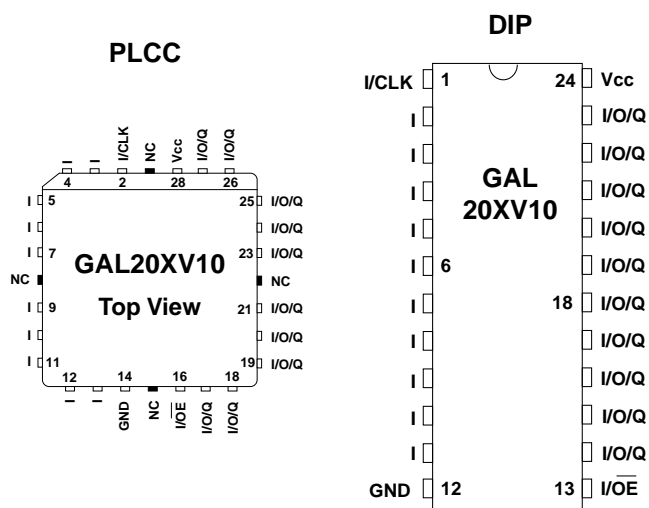 PLCC
I
I
I/CLK
NC
Vcc
I/O/Q
I/O/Q
4
2
28
26
I 5
25 I/O/Q
I
I/O/Q
I 7
23 I/O/Q
NC
GAL20XV10
NC
I 9
Top View
21 I/O/Q
I
I/O/Q
I 11
19 I/O/Q
12
14
16
18
I
I
GND
NC
I/OE
I/O/Q
I/O/Q
DIP
I/CLK 1
24 Vcc
I
I/O/Q
I
I/O/Q
GAL
20XV10
I
I/O/Q
I
I/O/Q
I 6
I/O/Q
I
18 I/O/Q
I
I/O/Q
I
I/O/Q
I
I/O/Q
I
I/O/Q
GND 12
13 I/OE